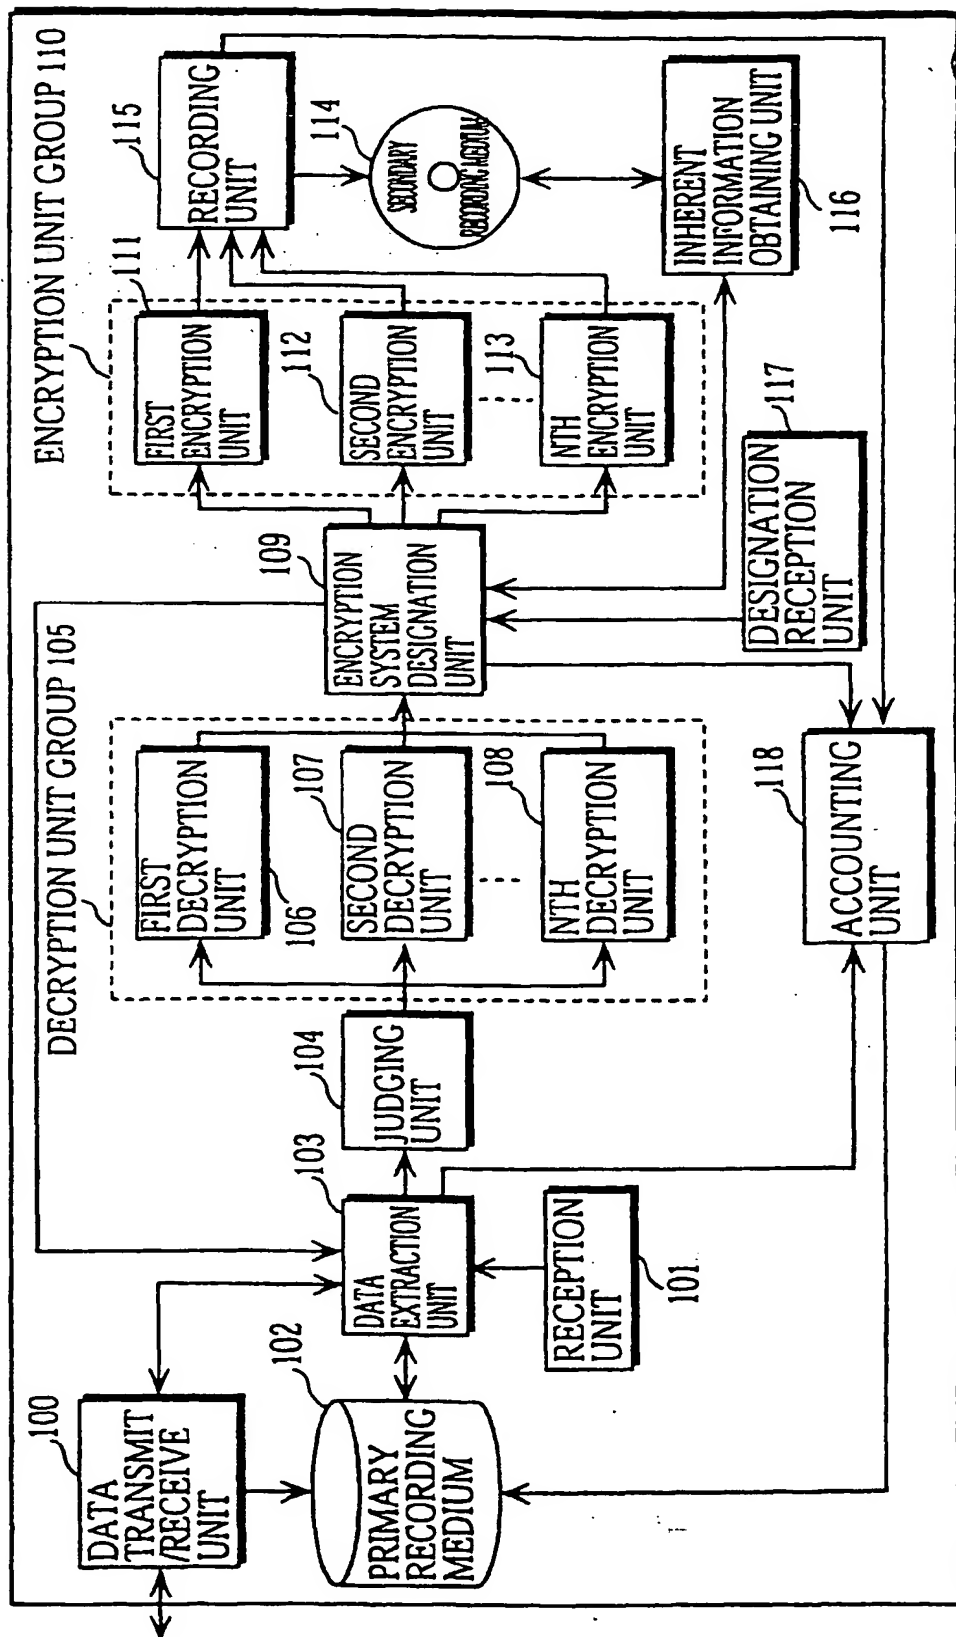 DATA
TRANSMIT
/RECEIVE
UNIT
100
PRIMARY
RECORDING
MEDIUM
102
DATA
EXTRACTION
UNIT
103
RECEPTION
UNIT
101
JUDGING
UNIT
104
DECRYPTION UNIT GROUP 105
FIRST
DECRYPTION
UNIT
106
SECOND
DECRYPTION
UNIT
107
NTH
DECRYPTION
UNIT
108
ENCRYPTION
SYSTEM
DESIGNATION
UNIT
109
ACCOUNTING
UNIT
118
DESIGNATION
RECEPTION
UNIT
117
ENCRYPTION UNIT GROUP 110
FIRST
ENCRYPTION
UNIT
111
SECOND
ENCRYPTION
UNIT
112
NTH
ENCRYPTION
UNIT
113
RECORDING
UNIT
115
SECONDARY
RECORDING MEDIUM
114
INHERENT
INFORMATION
OBTAINING UNIT
116